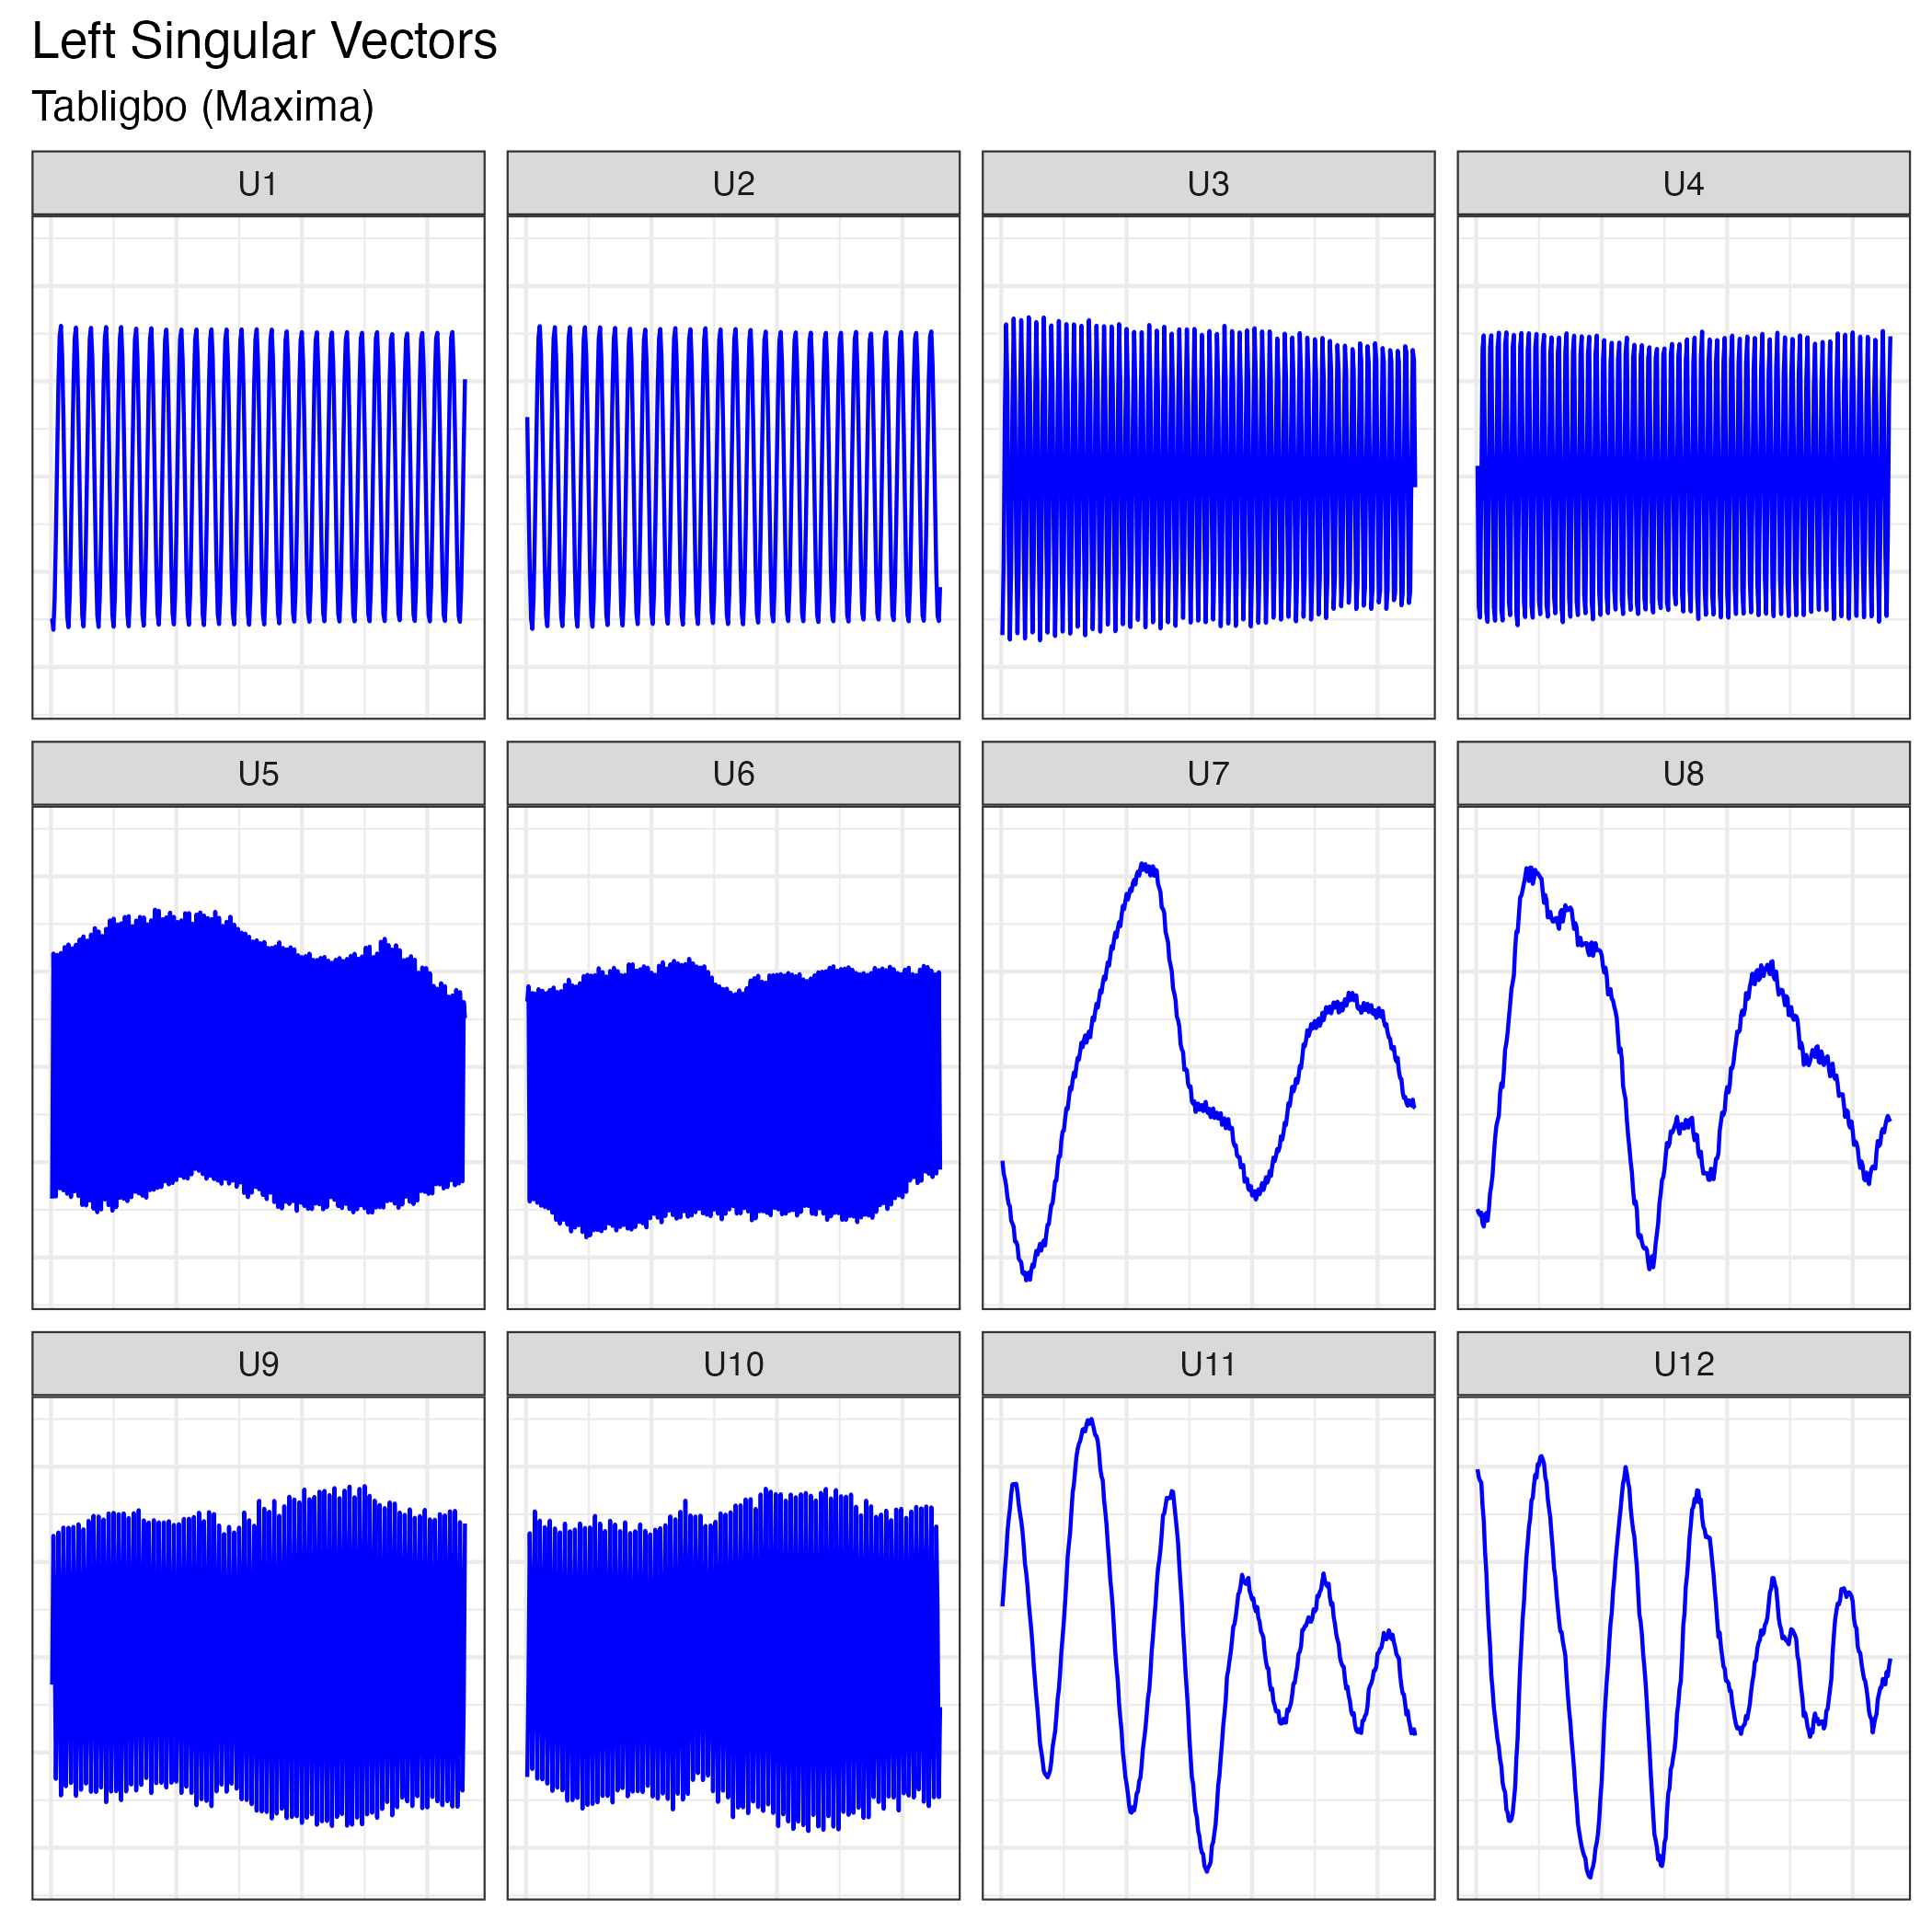 Left Singular Vectors
Tabligbo (Maxima)
U1 U2 U3 U4
U5 U6 U7 U8
U9 U10 U11 U12